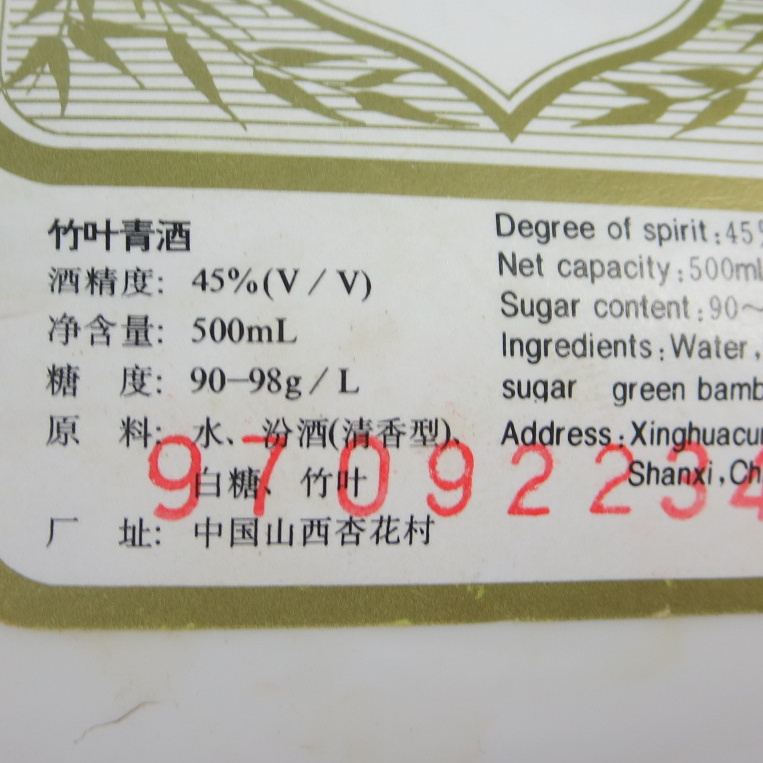 竹叶青酒
酒精度: 45%(V/V)
净含量: 500mL
糖 度: 90-98g/L
原 料: 水、汾酒(清香型)、
白糖、竹叶
厂 址: 中国山西杏花村
Degree of spirit:45%
Net capacity:500ml
Sugar content:90~
Ingredients:Water,
sugar green bamb
Address:Xinghuacun
Shanxi,Ch
97092234